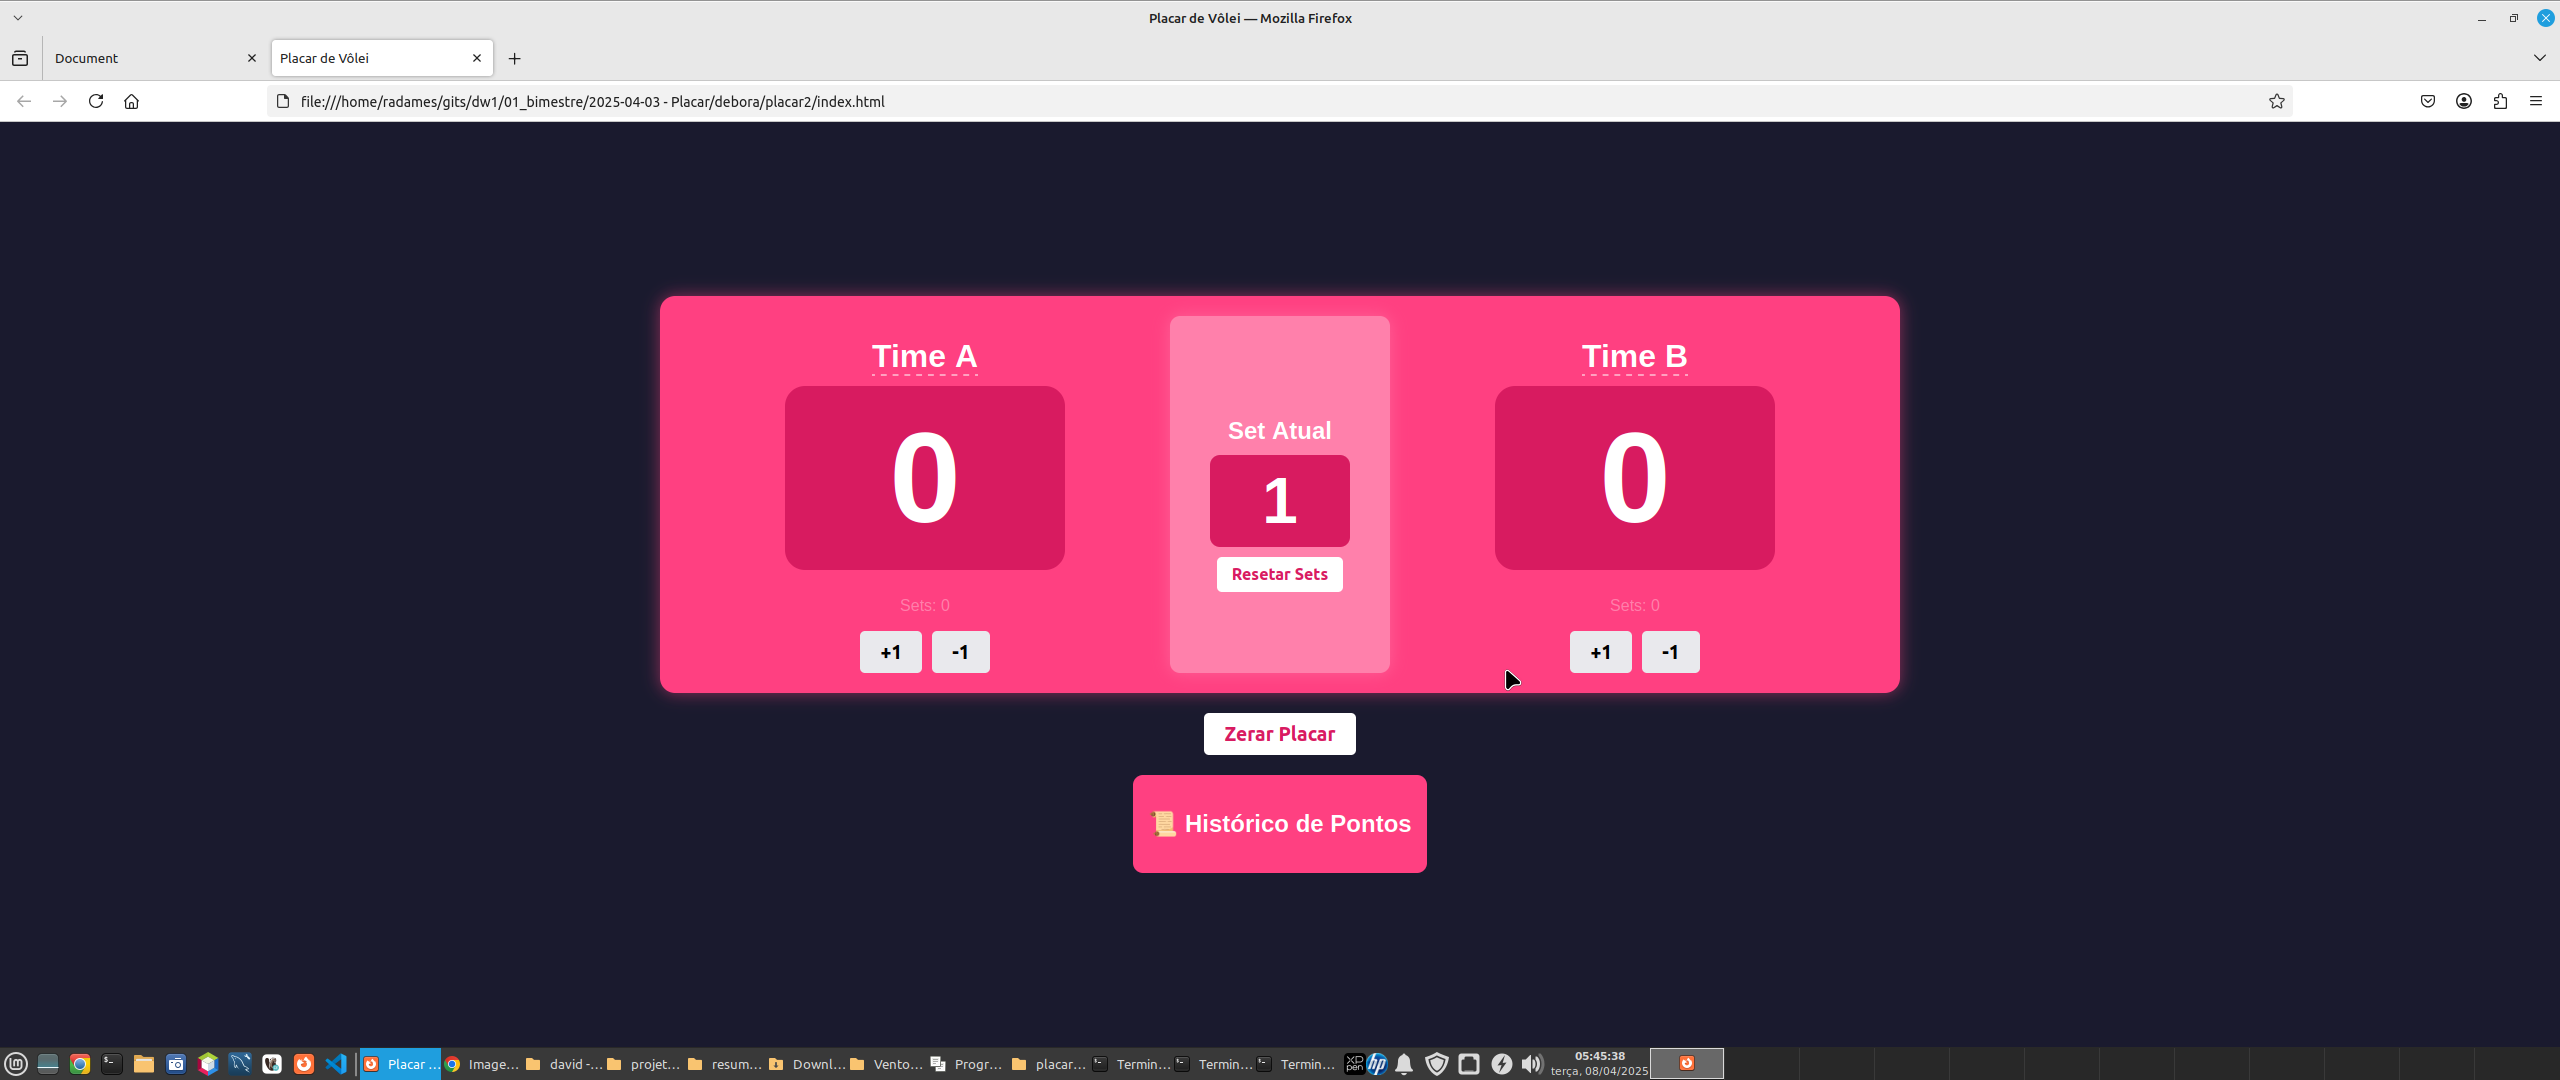 Placar de Vôlei — Mozilla Firefox
Document
Placar de Vôlei
file:///home/radames/gits/dw1/01_bimestre/2025-04-03 - Placar/debora/placar2/index.html
Time A
0
Sets: 0
+1 -1
Set Atual
1
Resetar Sets
Time B
0
Sets: 0
+1 -1
Zerar Placar
📜 Histórico de Pontos
Placar ... Image... david -... projet... resum... Downl... Vento... Progr... placar... Termin... Termin... Termin... XP pen hp
05:45:38
terça, 08/04/2025